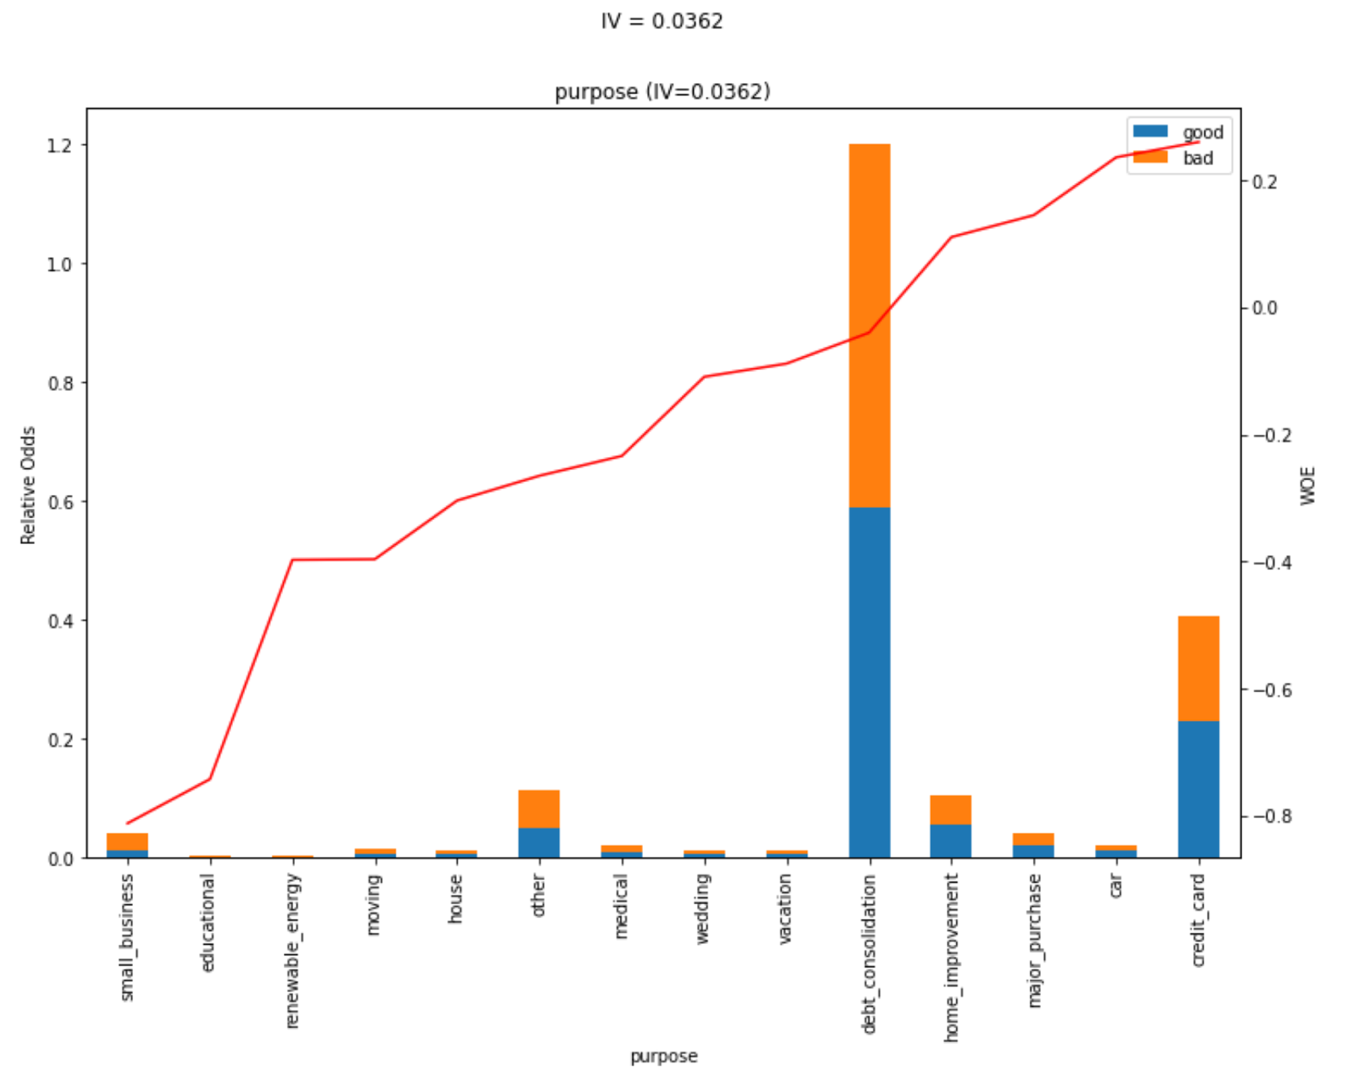 IV = 0.0362
purpose (IV=0.0362)
good
bad
Relative Odds
1.2
1.0
0.8
0.6
0.4
0.2
0.0
0.2
0.0
−0.2
−0.4
−0.6
−0.8
WOE
small_business
educational
renewable_energy
moving
house
other
medical
wedding
vacation
debt_consolidation
home_improvement
major_purchase
car
credit_card
purpose